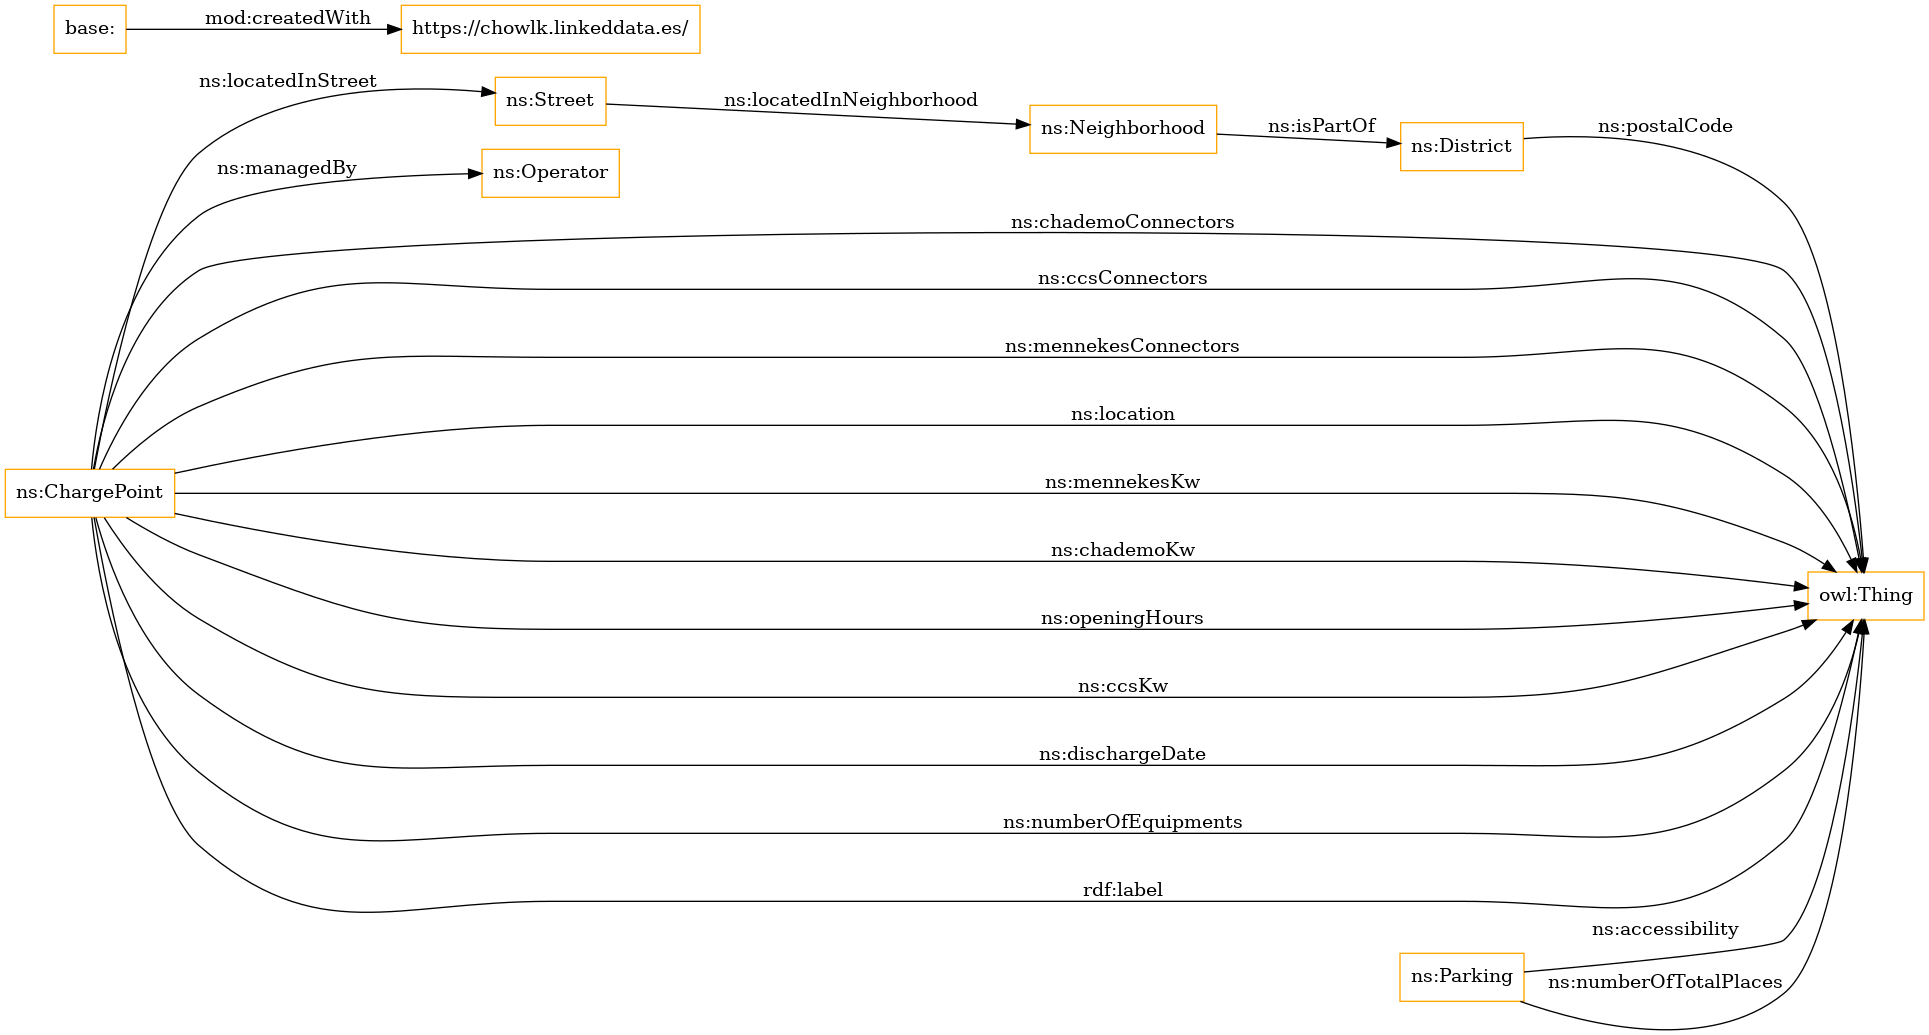 base:
mod:createdWith
https://chowlk.linkeddata.es/
ns:locatedInStreet
ns:Street
ns:locatedInNeighborhood
ns:Neighborhood
ns:isPartOf
ns:District
ns:postalCode
ns:managedBy
ns:Operator
ns:chademoConnectors
ns:ccsConnectors
ns:mennekesConnectors
ns:location
ns:ChargePoint
ns:mennekesKw
ns:chademoKw
owl:Thing
ns:openingHours
ns:ccsKw
ns:dischargeDate
ns:numberOfEquipments
rdf:label
ns:accessibility
ns:Parking
ns:numberOfTotalPlaces